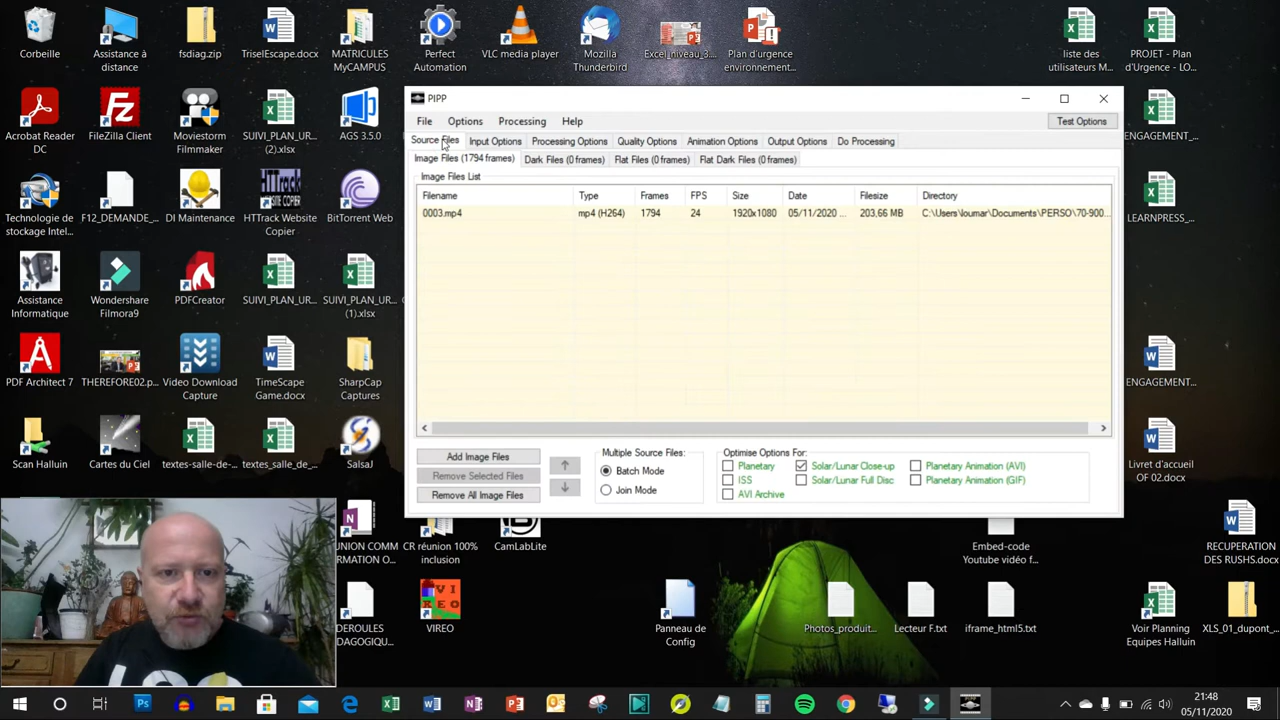 Corbeille
Assistance à
distance
fsdiag.zip
TriselEscape.docx
MATRICULES
MyCAMPUS
Perfect
Automation
VLC media player
Mozilla
Thunderbird
Excel_niveau_3...
Plan d'urgence
environnement...
liste des
utilisateurs M...
PROJET - Plan
d'Urgence - LO...
Acrobat Reader
DC
FileZilla Client
Moviestorm
Filmmaker
SUIVI_PLAN_UR...
(2).xlsx
AGS 3.5.0
ENGAGEMENT...
Technologie de
stockage Intel...
F12_DEMANDE_...
DI Maintenance
HTTrack
HTTrack Website
Copier
BitTorrent Web
LEARNPRESS_...
Assistance
Informatique
Wondershare
Filmora9
PDFCreator
SUIVI_PLAN_UR...
SUIVI_PLAN_UR...
(1).xlsx
PDF Architect 7
THEREFORE02.p...
Video Download
Capture
TimeScape
Game.docx
SharpCap
Captures
ENGAGEMENT...
Scan Halluin
Cartes du Ciel
textes-salle-de-...
textes_salle_de_...
SalsaJ
Livret d'accueil
OF 02.docx
PIPP
File Options Processing Help
Test Options
Source Files Input Options Processing Options Quality Options Animation Options Output Options Do Processing
Image Files (1794 frames) Dark Files (0 frames) Flat Files (0 frames) Flat Dark Files (0 frames)
Image Files List
Filename Type Frames FPS Size Date Filesize Directory
0003.mp4 mp4 (H264) 1794 24 1920x1080 05/11/2020 ... 203,66 MB C:\Users\loumar\Documents\PERSO\70-900...
Add Image Files
Remove Selected Files
Remove All Image Files
Multiple Source Files:
Batch Mode
Join Mode
Optimise Options For:
Planetary Solar/Lunar Close-up Planetary Animation (AVI)
ISS Solar/Lunar Full Disc Planetary Animation (GIF)
AVI Archive
UNION COMM
RMATION O...
CR réunion 100%
inclusion
CamLabLite
Embed-code
Youtube vidéo f...
RECUPERATION
DES RUSHS.docx
DEROULES
DAGOGIQU...
VI
REO
VIREO
Panneau de
Config
Photos_produit...
Lecteur F.txt
iframe_html5.txt
Voir Planning
Equipes Halluin
XLS_01_dupont_...
21:48
05/11/2020